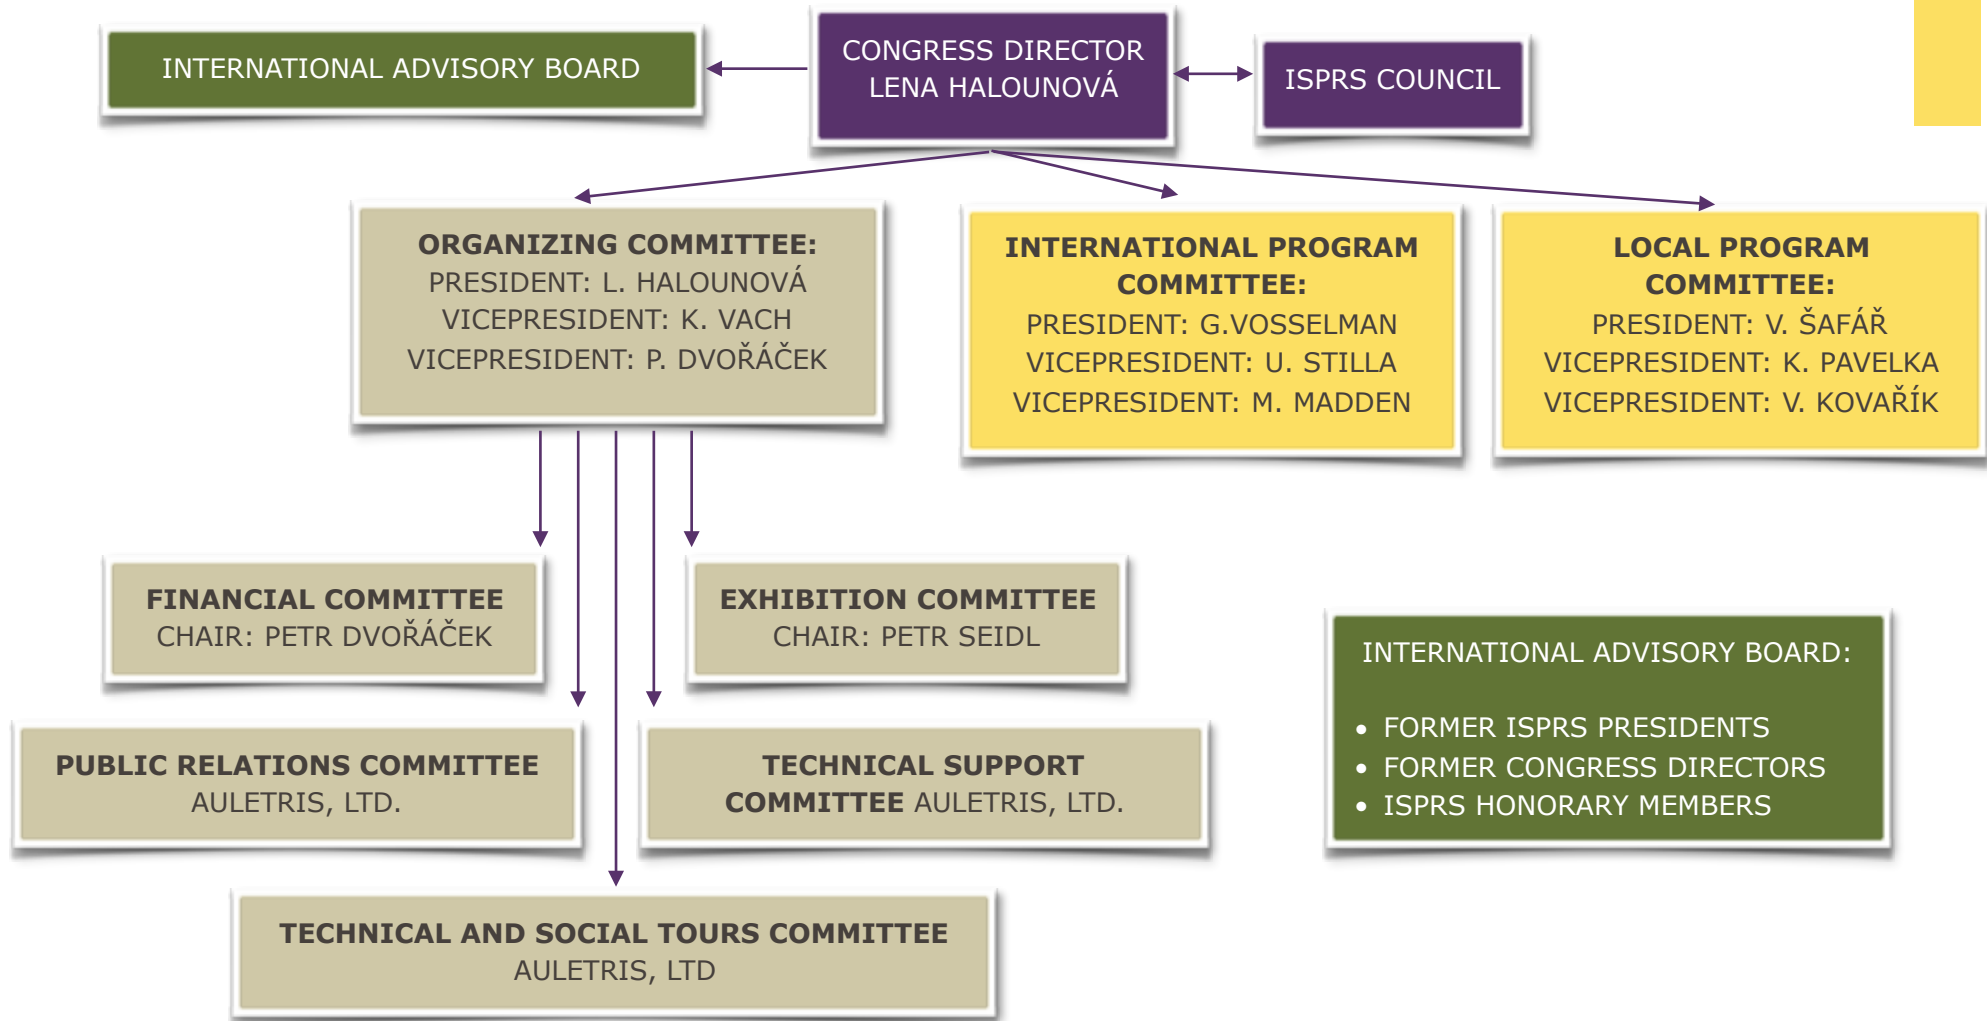 INTERNATIONAL ADVISORY BOARD
CONGRESS DIRECTOR
LENA HALOUNOVÁ
ISPRS COUNCIL
ORGANIZING COMMITTEE:
PRESIDENT: L. HALOUNOVÁ
VICEPRESIDENT: K. VACH
VICEPRESIDENT: P. DVOŘÁČEK
INTERNATIONAL PROGRAM
COMMITTEE:
PRESIDENT: G.VOSSELMAN
VICEPRESIDENT: U. STILLA
VICEPRESIDENT: M. MADDEN
LOCAL PROGRAM
COMMITTEE:
PRESIDENT: V. ŠAFÁŘ
VICEPRESIDENT: K. PAVELKA
VICEPRESIDENT: V. KOVAŘÍK
FINANCIAL COMMITTEE
CHAIR: PETR DVOŘÁČEK
EXHIBITION COMMITTEE
CHAIR: PETR SEIDL
PUBLIC RELATIONS COMMITTEE
AULETRIS, LTD.
TECHNICAL SUPPORT
COMMITTEE AULETRIS, LTD.
TECHNICAL AND SOCIAL TOURS COMMITTEE
AULETRIS, LTD
INTERNATIONAL ADVISORY BOARD:
• FORMER ISPRS PRESIDENTS
• FORMER CONGRESS DIRECTORS
• ISPRS HONORARY MEMBERS